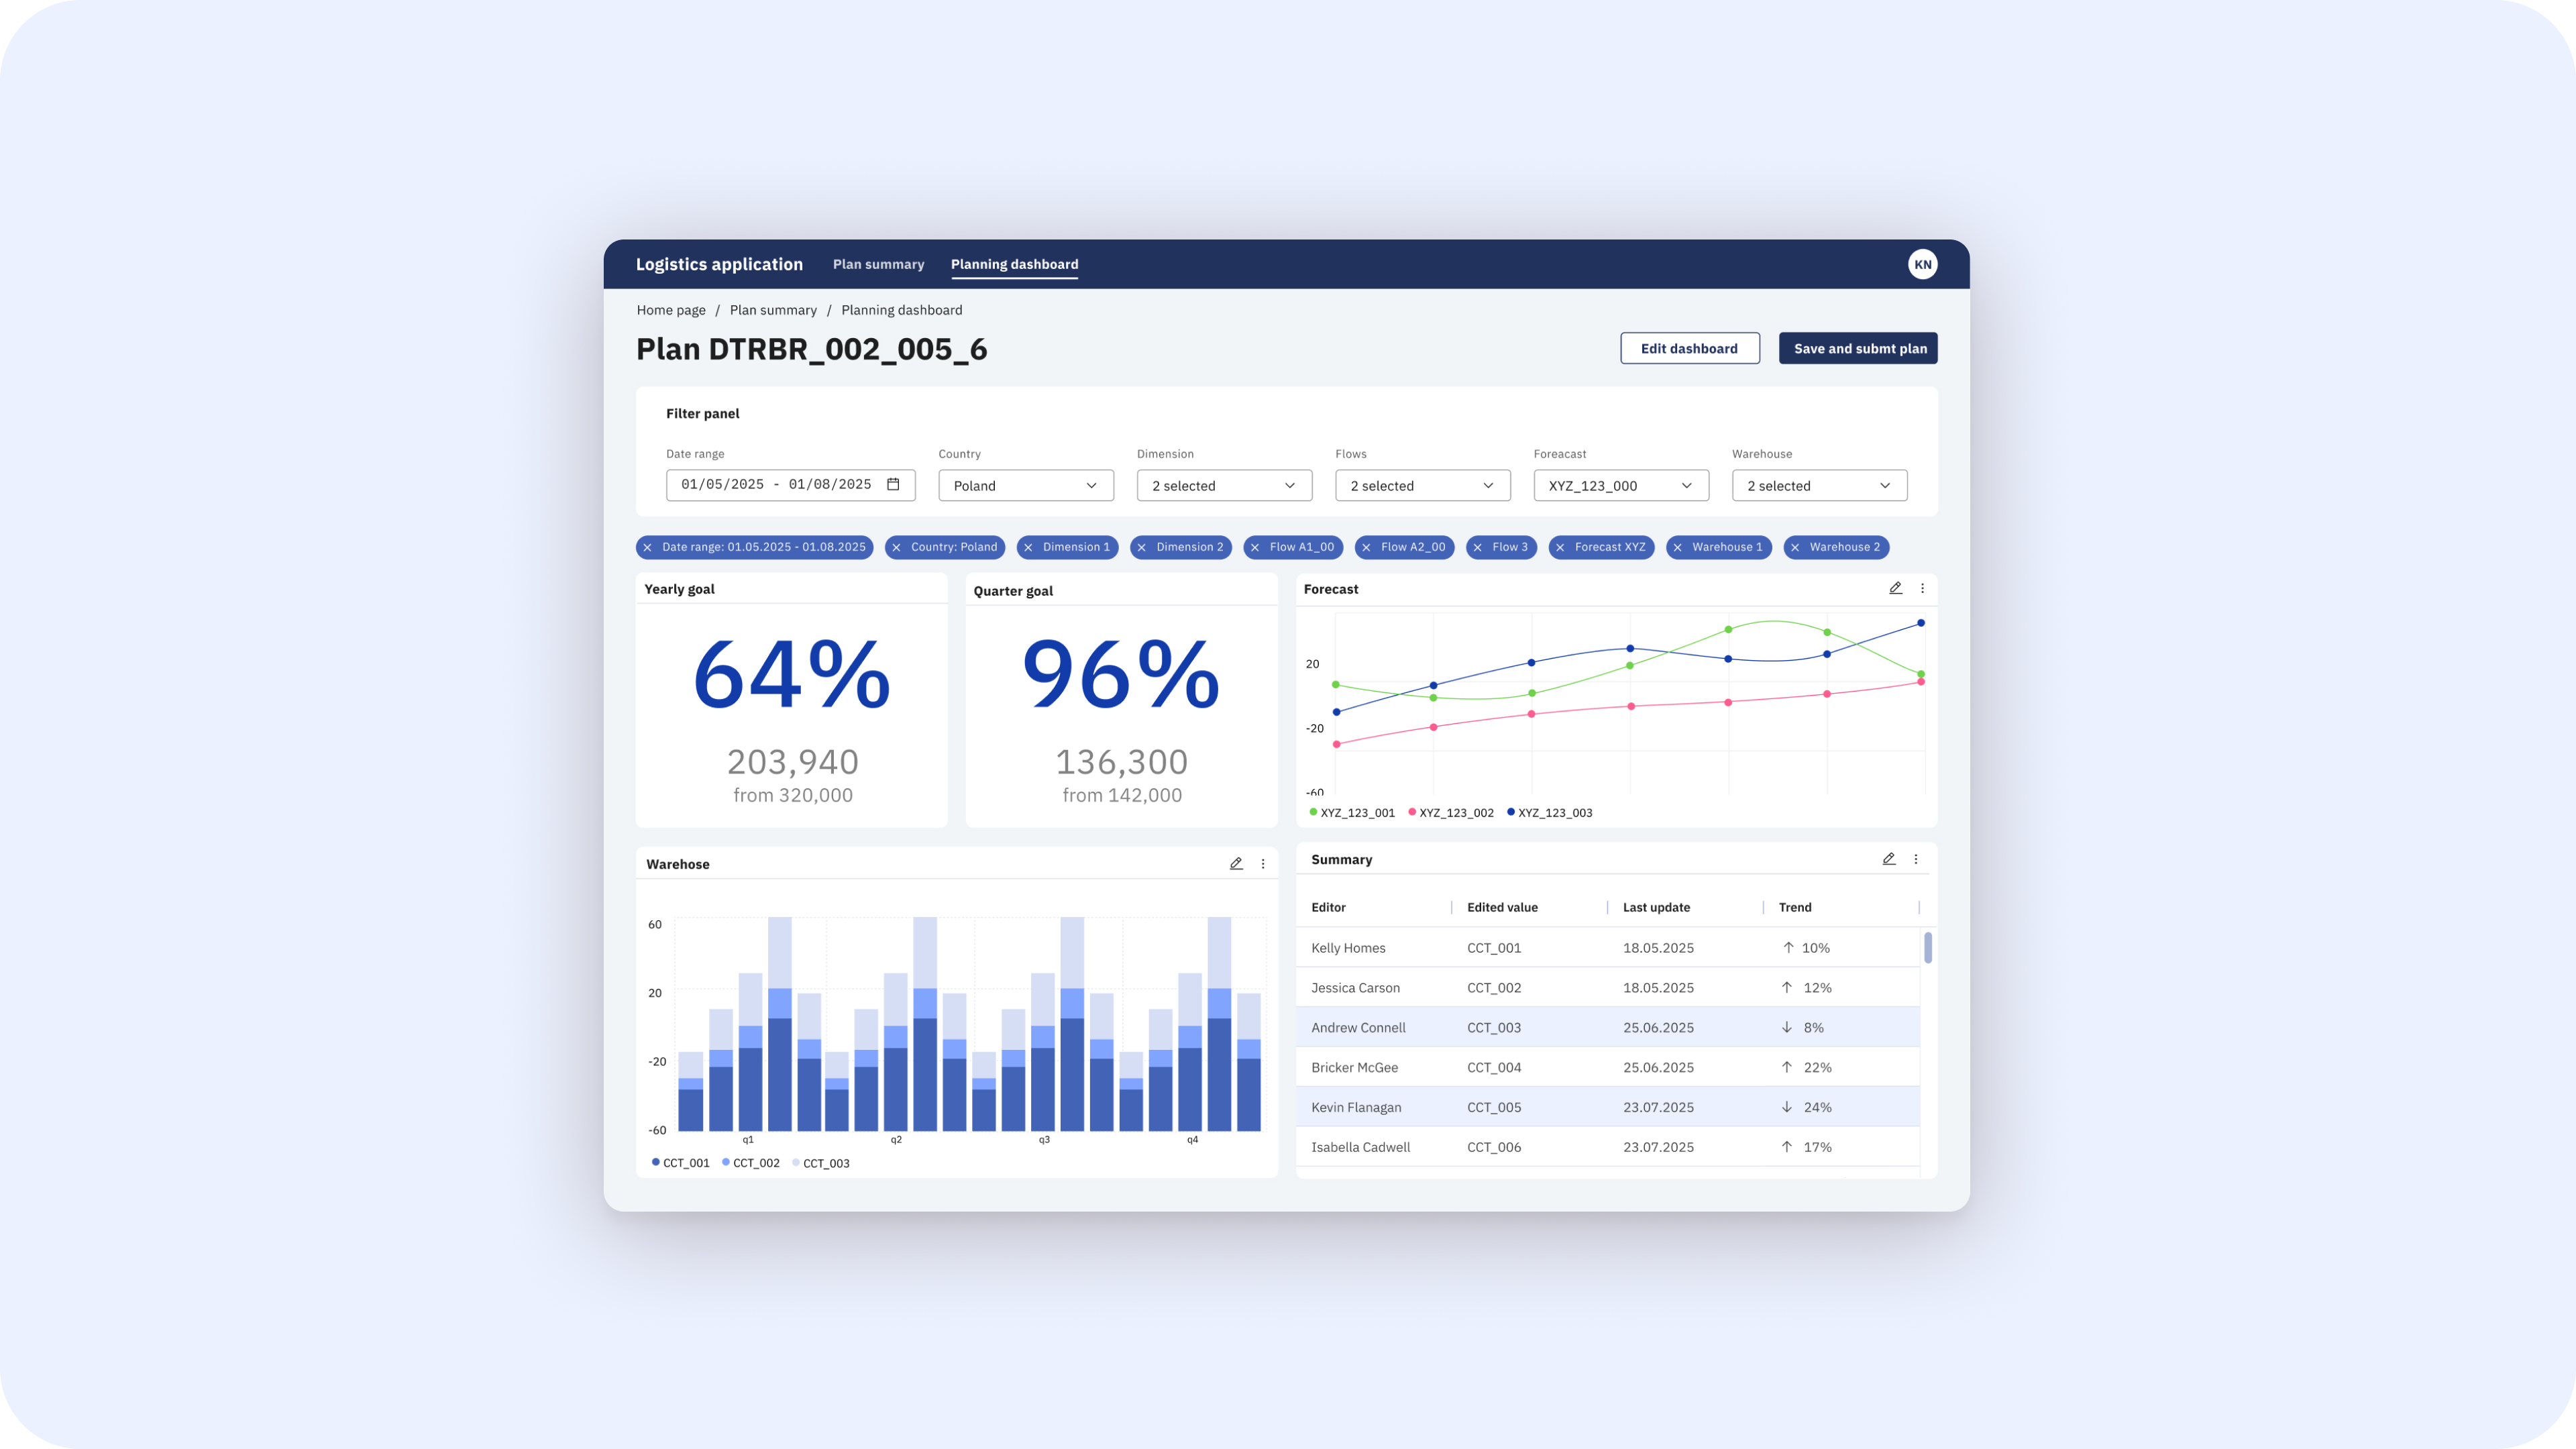 Logistics application Plan summary Planning dashboard KN
Home page / Plan summary / Planning dashboard
Plan DTRBR_002_005_6 Edit dashboard Save and submt plan
Filter panel
Date range Country Dimension Flows Foreacast Warehouse
01/05/2025 - 01/08/2025 Poland 2 selected 2 selected XYZ_123_000 2 selected
Date range: 01.05.2025 - 01.08.2025 Country: Poland Dimension 1 Dimension 2 Flow A1_00 Flow A2_00 Flow 3 Forecast XYZ Warehouse 1 Warehouse 2
Yearly goal
64%
203,940
from 320,000
Quarter goal
96%
136,300
from 142,000
Forecast
20
-20
-60
XYZ_123_001 XYZ_123_002 XYZ_123_003
Warehose
60
20
-20
-60
q1 q2 q3 q4
CCT_001 CCT_002 CCT_003
Summary
Editor Edited value Last update Trend
Kelly Homes CCT_001 18.05.2025 ↑ 10%
Jessica Carson CCT_002 18.05.2025 ↑ 12%
Andrew Connell CCT_003 25.06.2025 ↓ 8%
Bricker McGee CCT_004 25.06.2025 ↑ 22%
Kevin Flanagan CCT_005 23.07.2025 ↓ 24%
Isabella Cadwell CCT_006 23.07.2025 ↑ 17%